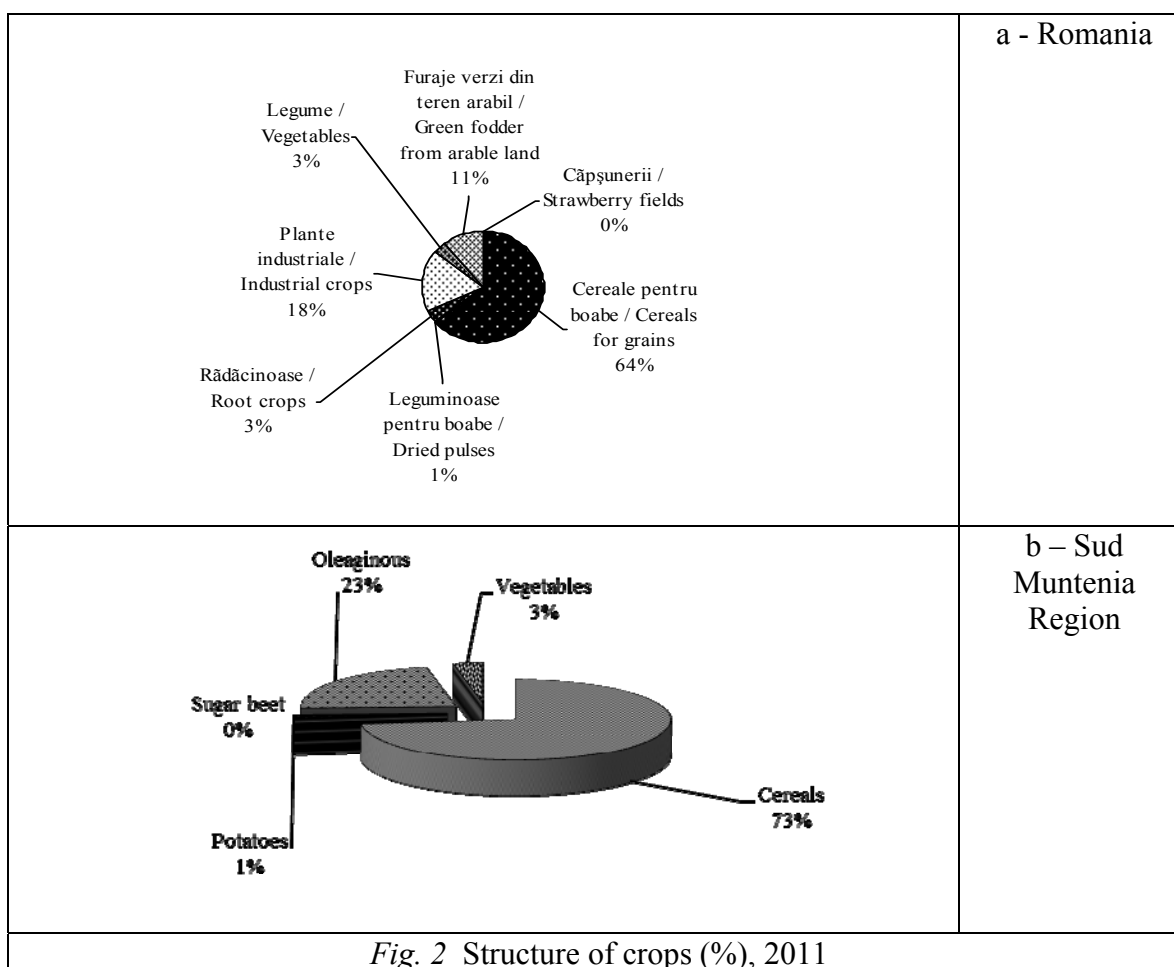 a - Romania
Furaje verzi din
teren arabil /
Green fodder
from arable land
11%
Legume /
Vegetables
3%
Cãpşunerii /
Strawberry fields
0%
Plante
industriale /
Industrial crops
18%
Cereale pentru
boabe / Cereals
for grains
64%
Rãdãcinoase /
Root crops
3%
Leguminoase
pentru boabe /
Dried pulses
1%
b – Sud
Muntenia
Region
Oleaginous
23%
Vegetables
3%
Sugar beet
0%
Cereals
73%
Potatoes
1%
Fig. 2 Structure of crops (%), 2011